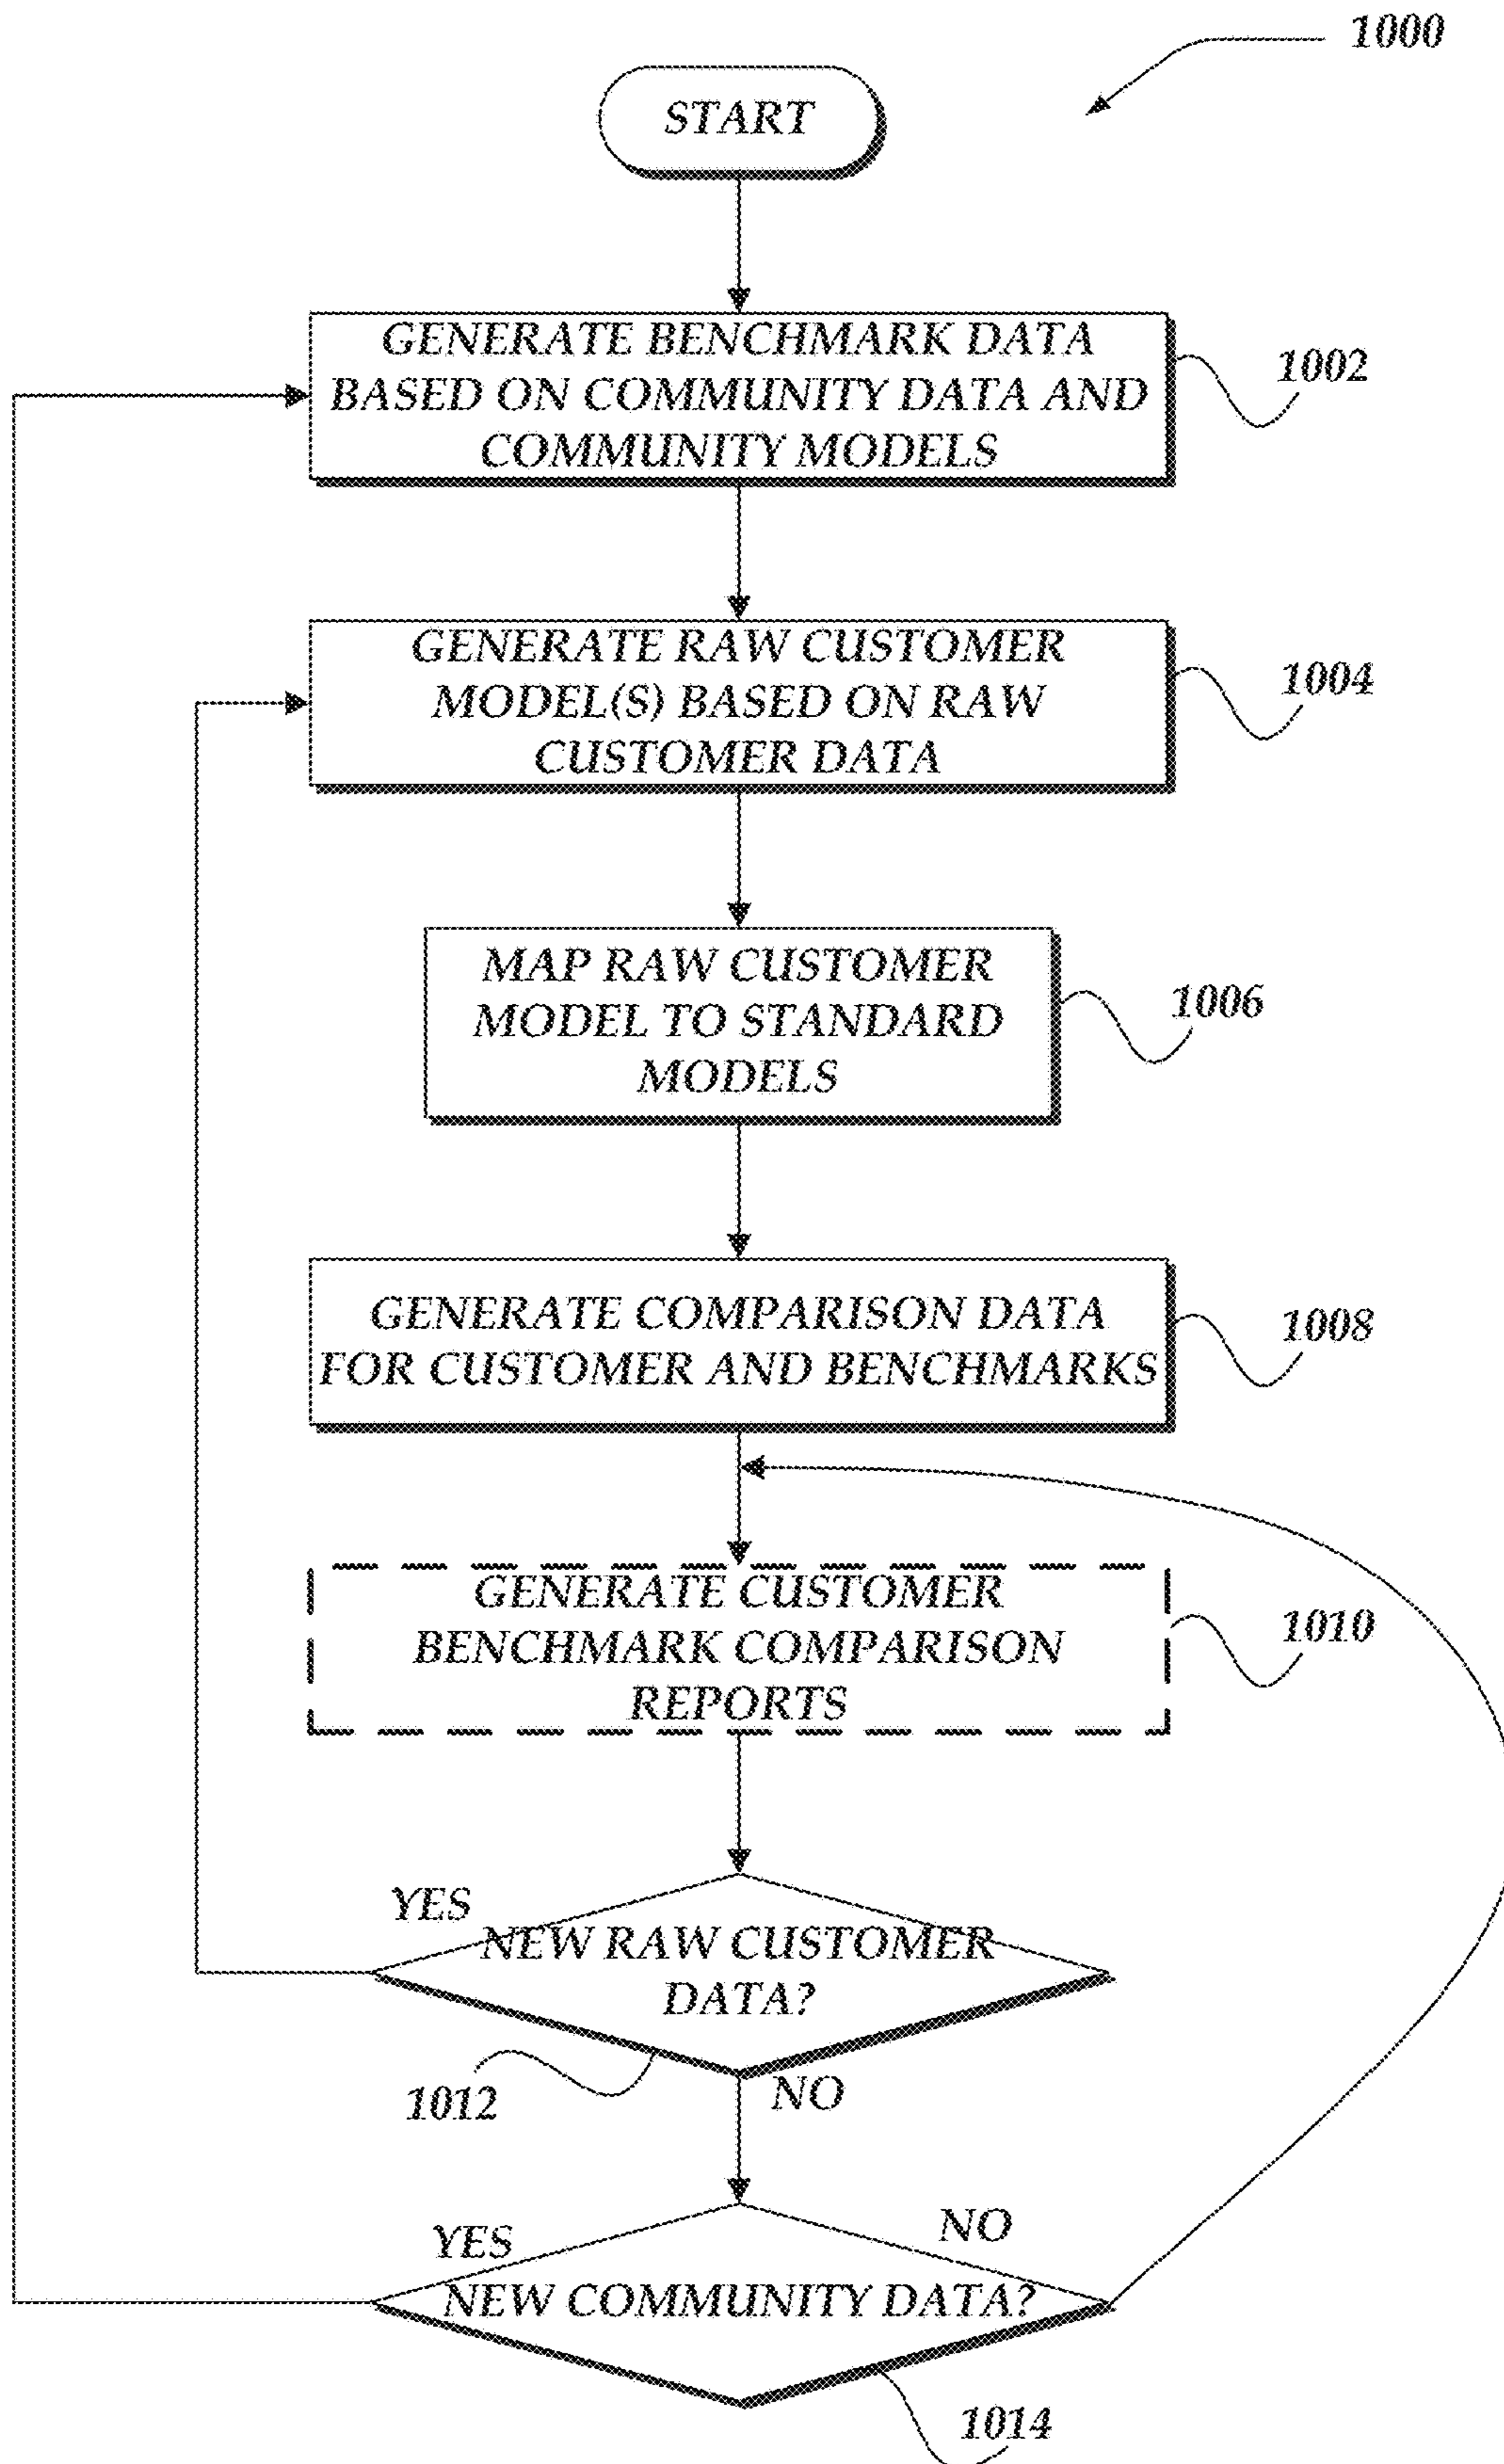 1000
START
GENERATE BENCHMARK DATA
BASED ON COMMUNITY DATA AND
COMMUNITY MODELS
1002
GENERATE RAW CUSTOMER
MODEL(S) BASED ON RAW
CUSTOMER DATA
1004
MAP RAW CUSTOMER
MODEL TO STANDARD
MODELS
1006
GENERATE COMPARISON DATA
FOR CUSTOMER AND BENCHMARKS
1008
GENERATE CUSTOMER
BENCHMARK COMPARISON
REPORTS
1010
YES
NEW RAW CUSTOMER
DATA?
1012
NO
YES
NO
NEW COMMUNITY DATA?
1014